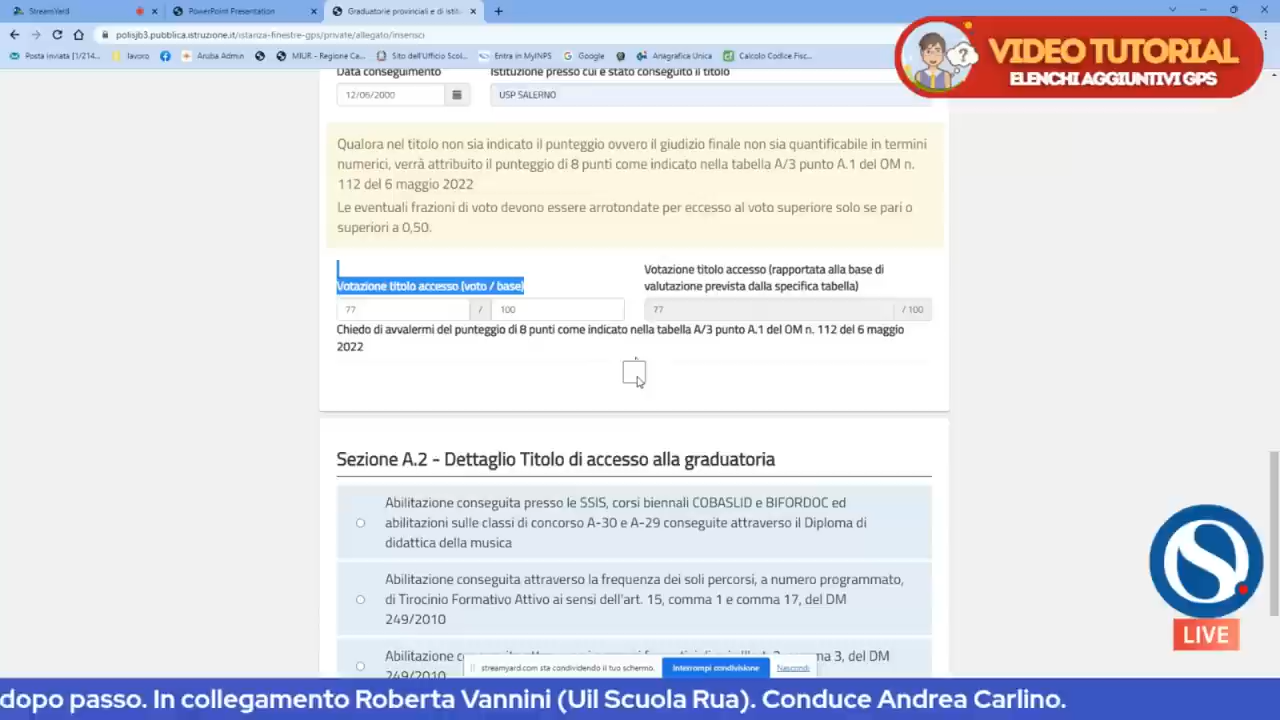 StreamYard
PowerPoint Presentation
Graduatorie provinciali e di istit
polisjb3.pubblica.istruzione.it/istanza-finestre-gps/private/allegato/inserisci
Posta inviata (1/214...
lavoro
Aruba Admin
MIUR - Regione Ca...
Sito dell'Ufficio Scol...
Entra in MyINPS
Google
Anagrafica Unica
Calcolo Codice Fisc...
VIDEO TUTORIAL
ELENCHI AGGIUNTIVI GPS
Data conseguimento
Istituzione presso cui è stato conseguito il titolo
12/06/2000
USP SALERNO
Qualora nel titolo non sia indicato il punteggio ovvero il giudizio finale non sia quantificabile in termini
numerici, verrà attribuito il punteggio di 8 punti come indicato nella tabella A/3 punto A.1 del OM n.
112 del 6 maggio 2022
Le eventuali frazioni di voto devono essere arrotondate per eccesso al voto superiore solo se pari o
superiori a 0,50.
Votazione titolo accesso (voto / base)
Votazione titolo accesso (rapportata alla base di
valutazione prevista dalla specifica tabella)
77 / 100
77 / 100
Chiedo di avvalermi del punteggio di 8 punti come indicato nella tabella A/3 punto A.1 del OM n. 112 del 6 maggio
2022
Sezione A.2 - Dettaglio Titolo di accesso alla graduatoria
Abilitazione conseguita presso le SSIS, corsi biennali COBASLID e BIFORDOC ed
abilitazioni sulle classi di concorso A-30 e A-29 conseguite attraverso il Diploma di
didattica della musica
Abilitazione conseguita attraverso la frequenza dei soli percorsi, a numero programmato,
di Tirocinio Formativo Attivo ai sensi dell'art. 15, comma 1 e comma 17, del DM
249/2010
Abilitazione
ma 3, del DM
249/2010
streamyard.com sta condividendo il tuo schermo.
Interrompi condivisione
Nascondi
LIVE
dopo passo. In collegamento Roberta Vannini (Uil Scuola Rua). Conduce Andrea Carlino.